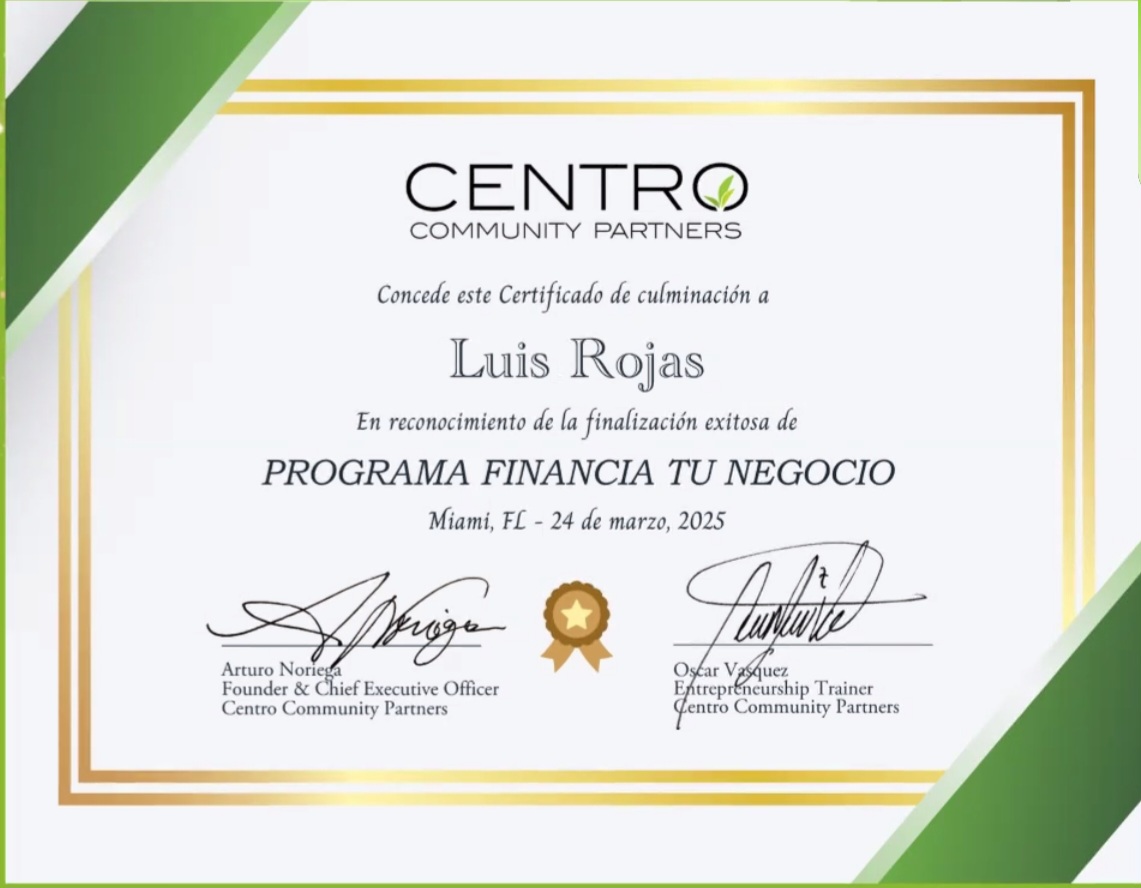 CENTRO
COMMUNITY PARTNERS
Concede este Certificado de culminación a
Luis Rojas
En reconocimiento de la finalización exitosa de
PROGRAMA FINANCIA TU NEGOCIO
Miami, FL - 24 de marzo, 2025
Arturo Noriega
Founder & Chief Executive Officer
Centro Community Partners
Oscar Vasquez
Entrepreneurship Trainer
Centro Community Partners